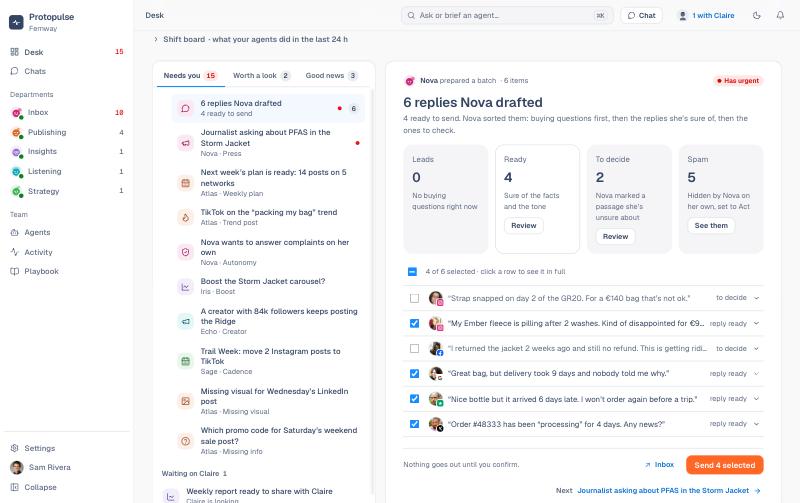 Protopulse
Fernway
Desk 15
Chats
Departments
Inbox 10
Publishing 4
Insights 1
Listening 1
Strategy 1
Team
Agents
Activity
Playbook
Settings
Sam Rivera
Collapse
Desk
Ask or brief an agent...
⌘K
Chat
1 with Claire
Shift board · what your agents did in the last 24 h
Needs you 15
Worth a look 2
Good news 3
6 replies Nova drafted
4 ready to send
6
Journalist asking about PFAS in the
Storm Jacket
Nova · Press
Next week's plan is ready: 14 posts on 5
networks
Atlas · Weekly plan
TikTok on the “packing my bag” trend
Atlas · Trend post
Nova wants to answer complaints on her
own
Nova · Autonomy
Boost the Storm Jacket carousel?
Iris · Boost
A creator with 84k followers keeps posting
the Ridge
Echo · Creator
Trail Week: move 2 Instagram posts to
TikTok
Sage · Cadence
Missing visual for Wednesday's LinkedIn
post
Atlas · Missing visual
Which promo code for Saturday's weekend
sale post?
Atlas · Missing info
Waiting on Claire 1
Weekly report ready to share with Claire
Claire is looking
Nova prepared a batch · 6 items
Has urgent
6 replies Nova drafted
4 ready to send. Nova sorted them: buying questions first, then the replies she's sure of, then the
ones to check.
Leads
0
No buying
questions right now
Ready
4
Sure of the facts
and the tone
Review
To decide
2
Nova marked a
passage she's
unsure about
Review
Spam
5
Hidden by Nova on
her own, set to Act
See them
4 of 6 selected · click a row to see it in full
“Strap snapped on day 2 of the GR20. For a €140 bag that's not ok.” to decide
“My Ember fleece is pilling after 2 washes. Kind of disappointed for €9... reply ready
“I returned the jacket 2 weeks ago and still no refund. This is getting ridi... to decide
“Great bag, but delivery took 9 days and nobody told me why.” reply ready
“Nice bottle but it arrived 6 days late. I won't order again before a trip.” reply ready
“Order #48333 has been “processing” for 4 days. Any news?” reply ready
Nothing goes out until you confirm.
Inbox
Send 4 selected
Next Journalist asking about PFAS in the Storm Jacket